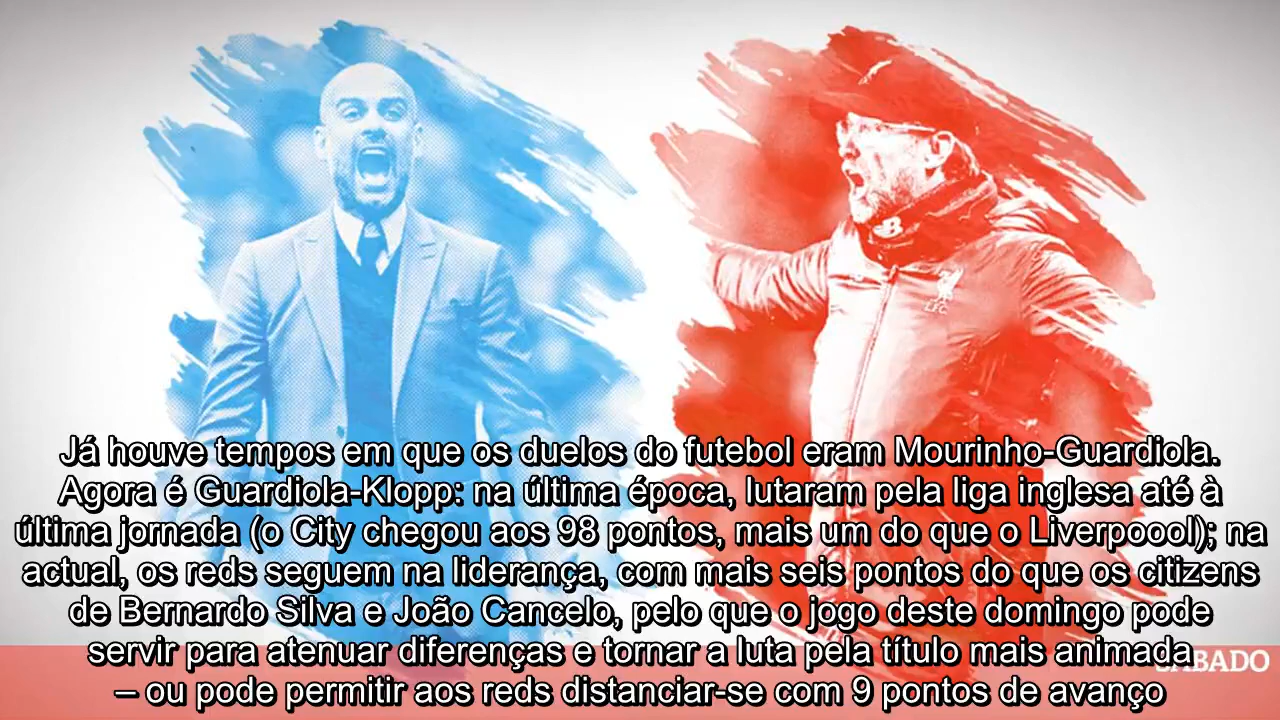 LFC
Já houve tempos em que os duelos do futebol eram Mourinho-Guardiola.
Agora é Guardiola-Klopp: na última época, lutaram pela liga inglesa até à
última jornada (o City chegou aos 98 pontos, mais um do que o Liverpoool); na
actual, os reds seguem na liderança, com mais seis pontos do que os citizens
de Bernardo Silva e João Cancelo, pelo que o jogo deste domingo pode
servir para atenuar diferenças e tornar a luta pelo título mais animada
SÁBADO
– ou pode permitir aos reds distanciar-se com 9 pontos de avanço